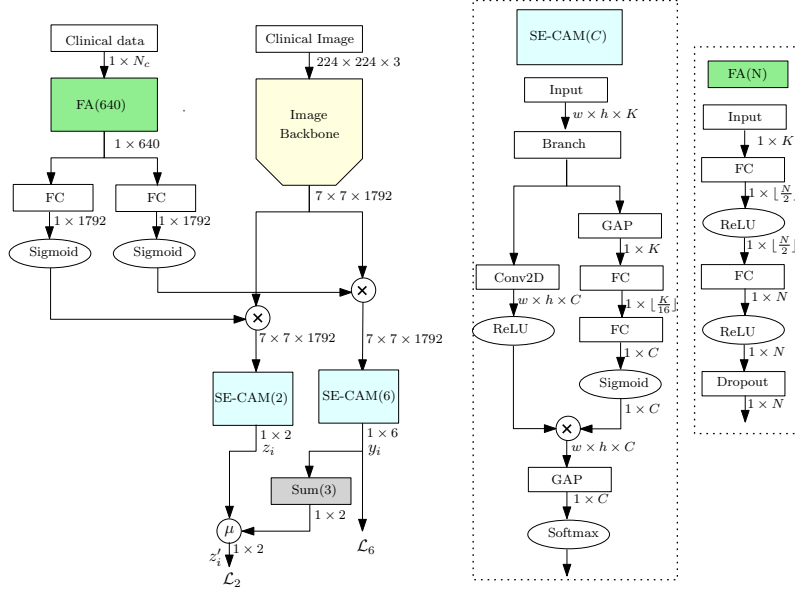 Clinical data
1 × N_c
FA(640)
1 × 640
FC
FC
1 × 1792
1 × 1792
Sigmoid
Sigmoid
Clinical Image
224 × 224 × 3
Image
Backbone
7 × 7 × 1792
×
×
7 × 7 × 1792
7 × 7 × 1792
SE-CAM(2)
SE-CAM(6)
1 × 2
z_i
1 × 6
y_i
Sum(3)
1 × 2
μ
z′_i
1 × 2
ℒ_2
ℒ_6
SE-CAM(C)
Input
w × h × K
Branch
GAP
1 × K
Conv2D
FC
w × h × C
1 × ⌊K/16⌋
ReLU
FC
1 × C
Sigmoid
1 × C
×
w × h × C
GAP
1 × C
Softmax
FA(N)
Input
1 × K
FC
1 × ⌊N/2⌋
ReLU
1 × ⌊N/2⌋
FC
1 × N
ReLU
1 × N
Dropout
1 × N